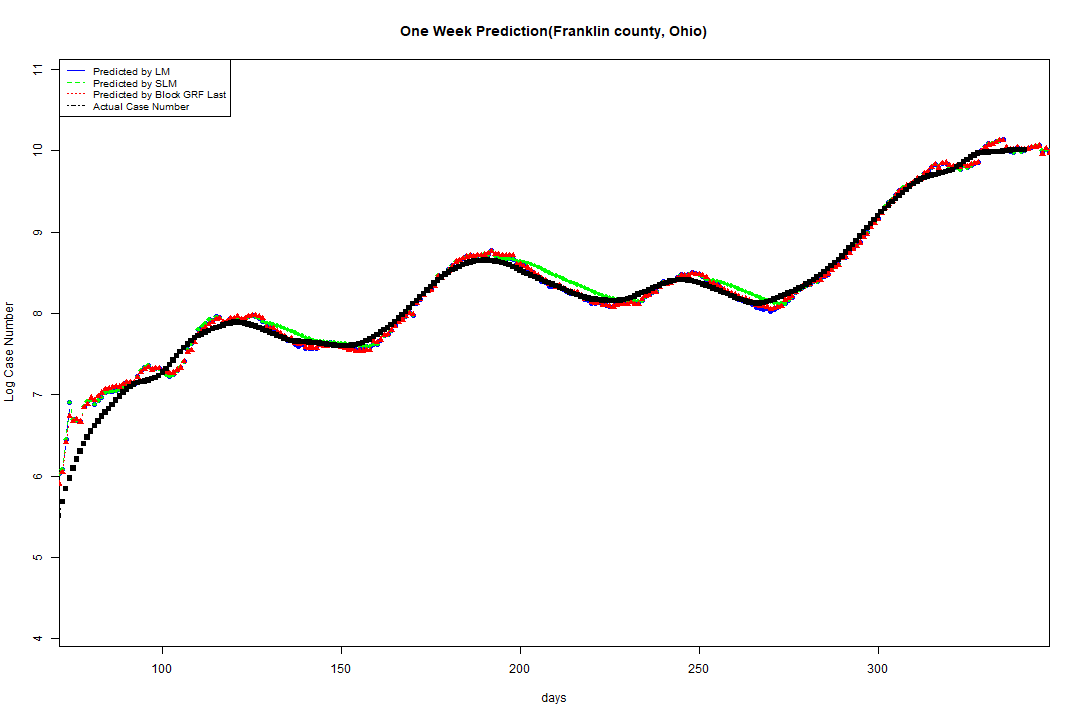 One Week Prediction(Franklin county, Ohio)
Predicted by LM
Predicted by SLM
Predicted by Block GRF Last
Actual Case Number
11
10
9
8
7
6
5
4
Log Case Number
100 150 200 250 300
days